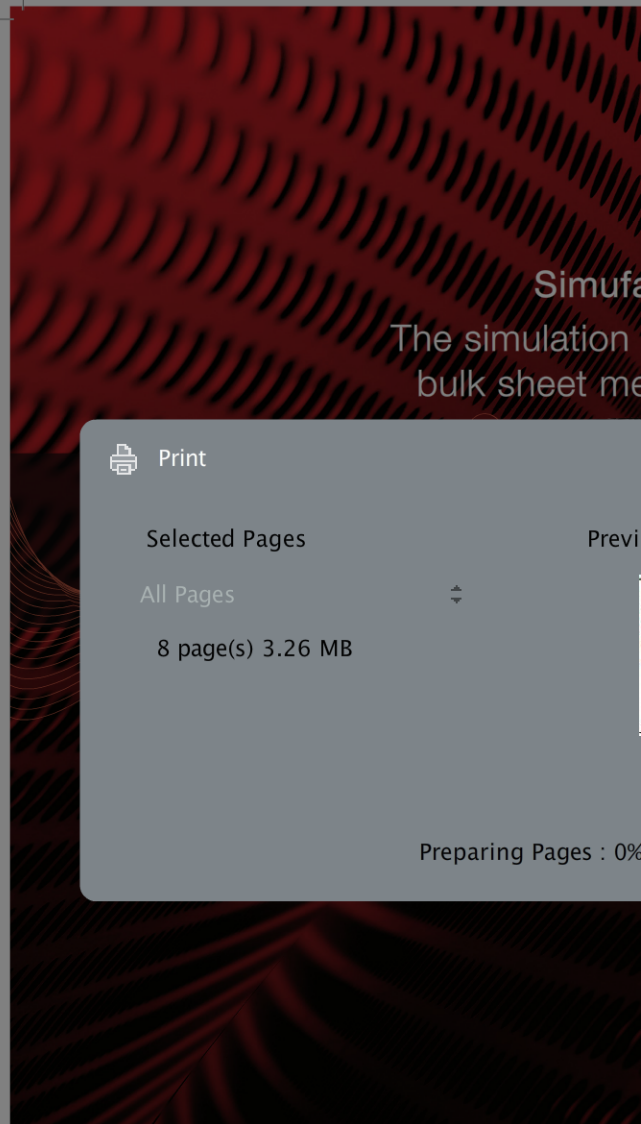 Simufa
The simulation
bulk sheet me
Print
Selected Pages
Previ
All Pages
8 page(s) 3.26 MB
Preparing Pages : 0%